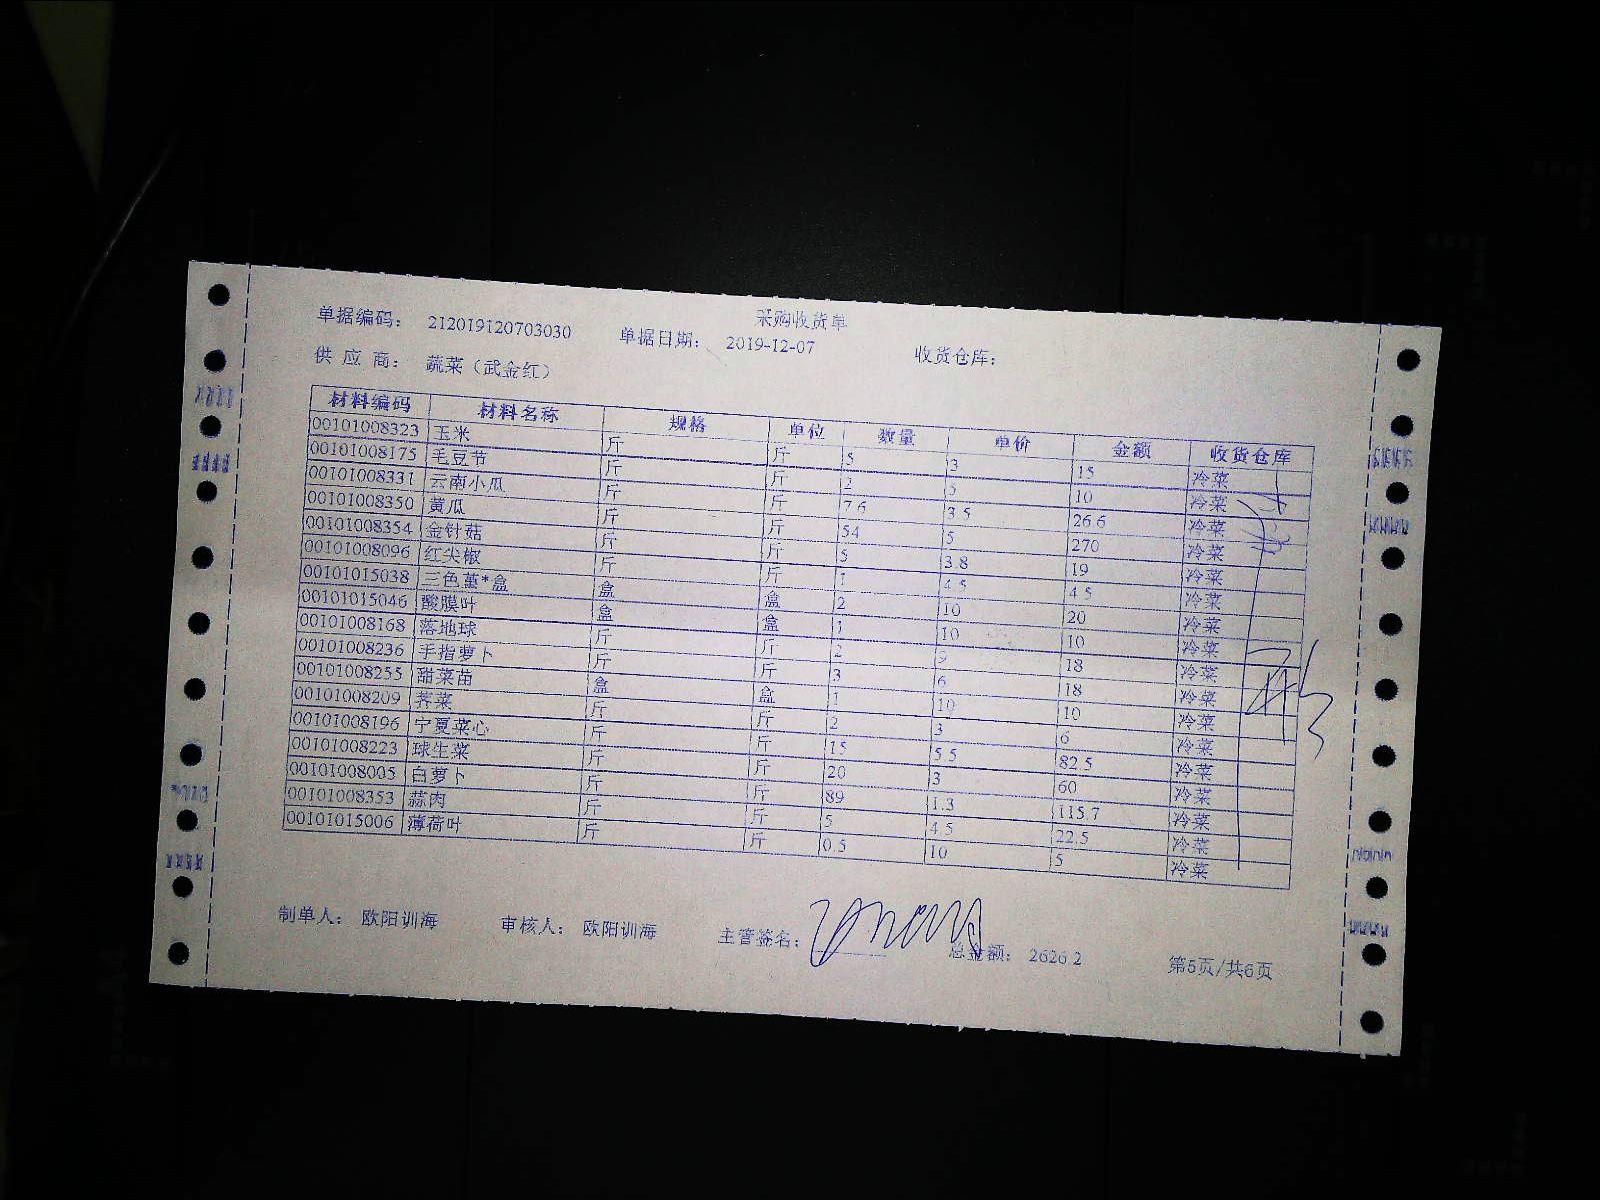 采购收货单
单据编码： 212019120703030 单据日期： 2019-12-07 收货仓库：
供 应 商： 蔬菜（武金红）
材料编码 材料名称 规格 单位 数量 单价 金额 收货仓库
00101008323 玉米 斤 斤 5 3 15 冷菜
00101008175 毛豆节 斤 斤 2 5 10 冷菜
00101008331 云南小瓜 斤 斤 7.6 3.5 26.6 冷菜
00101008350 黄瓜 斤 斤 54 5 270 冷菜
00101008354 金针菇 斤 斤 5 3.8 19 冷菜
00101008096 红尖椒 斤 斤 1 4.5 4.5 冷菜
00101015038 三色堇*盒 盒 盒 2 10 20 冷菜
00101015046 酸膜叶 盒 盒 1 10 10 冷菜
00101008168 落地球 斤 斤 2 9 18 冷菜
00101008236 手指萝卜 斤 斤 3 6 18 冷菜
00101008255 甜菜苗 盒 盒 1 10 10 冷菜
00101008209 荠菜 斤 斤 2 3 6 冷菜
00101008196 宁夏菜心 斤 斤 15 5.5 82.5 冷菜
00101008223 球生菜 斤 斤 20 3 60 冷菜
00101008005 白萝卜 斤 斤 89 1.3 115.7 冷菜
00101008353 蒜肉 斤 斤 5 4.5 22.5 冷菜
00101015006 薄荷叶 斤 斤 0.5 10 5 冷菜
制单人： 欧阳训海 审核人： 欧阳训海 主管签名： 总金额： 2626.2 第5页/共6页